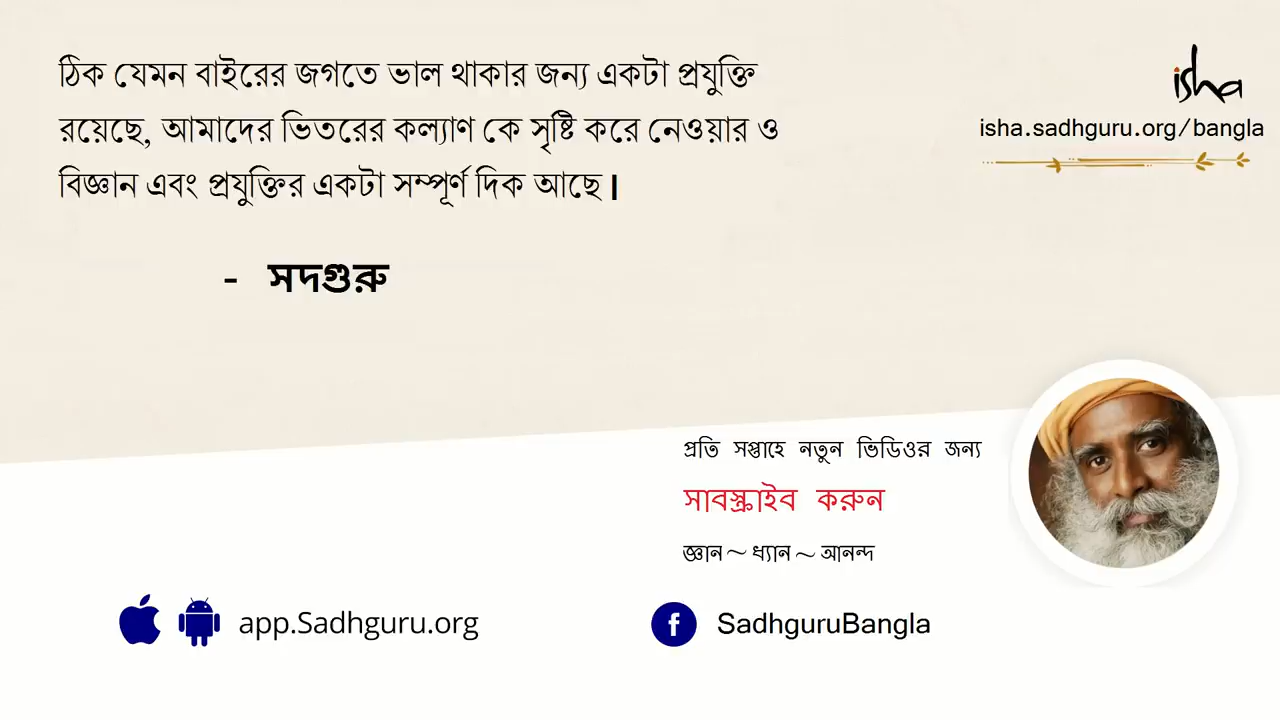 ঠিক যেমন বাইরের জগতে ভাল থাকার জন্য একটা প্রযুক্তি
রয়েছে, আমাদের ভিতরের কল্যাণ কে সৃষ্টি করে নেওয়ার ও
বিজ্ঞান এবং প্রযুক্তির একটা সম্পূর্ণ দিক আছে।
- সদগুরু
isha
isha.sadhguru.org/bangla
প্রতি সপ্তাহে নতুন ভিডিওর জন্য
সাবস্ক্রাইব করুন
জ্ঞান ~ ধ্যান ~ আনন্দ
app.Sadhguru.org
f SadhguruBangla